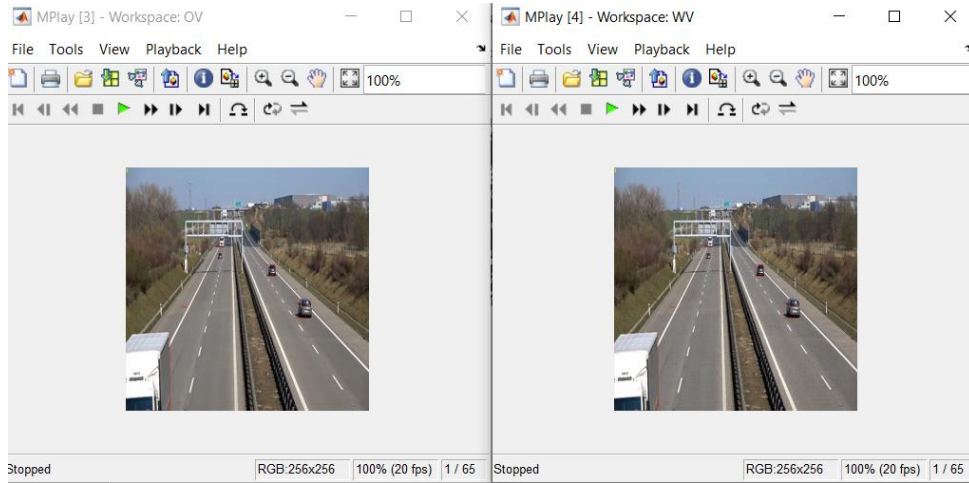 MPlay [3] - Workspace: OV
File Tools View Playback Help
100%
Stopped
RGB:256x256
100% (20 fps)
1 / 65
MPlay [4] - Workspace: WV
File Tools View Playback Help
100%
Stopped
RGB:256x256
100% (20 fps)
1 / 65